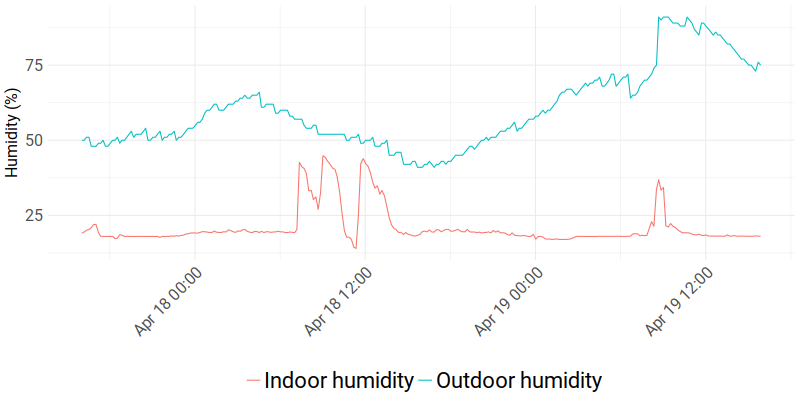 Humidity (%)
75
50
25
Apr 18 00:00
Apr 18 12:00
Apr 19 00:00
Apr 19 12:00
Indoor humidity
Outdoor humidity